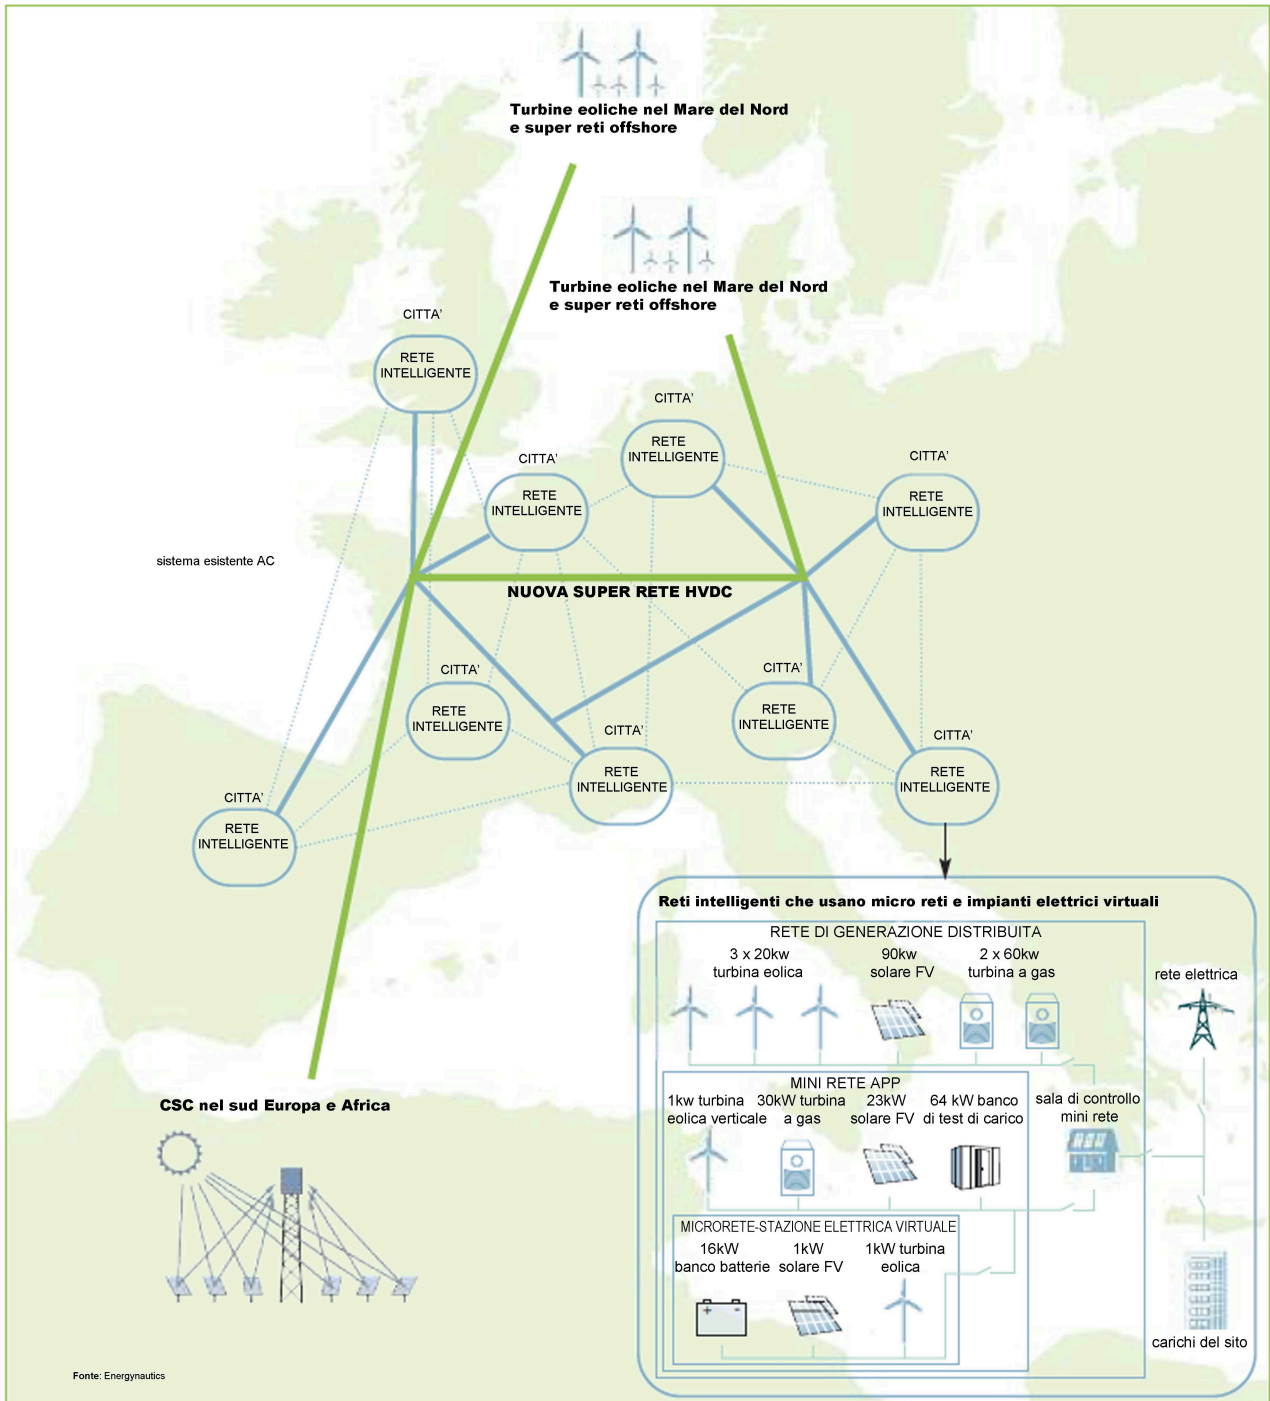 Turbine eoliche nel Mare del Nord
e super reti offshore
Turbine eoliche nel Mare del Nord
e super reti offshore
CITTA'
RETE
INTELLIGENTE
CITTA'
RETE
INTELLIGENTE
CITTA'
RETE
INTELLIGENTE
CITTA'
RETE
INTELLIGENTE
sistema esistente AC
NUOVA SUPER RETE HVDC
CITTA'
RETE
INTELLIGENTE
CITTA'
RETE
INTELLIGENTE
CITTA'
RETE
INTELLIGENTE
CITTA'
RETE
INTELLIGENTE
CITTA'
RETE
INTELLIGENTE
Reti intelligenti che usano micro reti e impianti elettrici virtuali
RETE DI GENERAZIONE DISTRIBUITA
3 x 20kw
turbina eolica
90kw
solare FV
2 x 60kw
turbina a gas
rete elettrica
MINI RETE APP
1kw turbina
eolica verticale
30kW turbina
a gas
23kW
solare FV
64 kW banco
di test di carico
sala di controllo
mini rete
MICRORETE-STAZIONE ELETTRICA VIRTUALE
16kW
banco batterie
1kW
solare FV
1kW turbina
eolica
carichi del sito
CSC nel sud Europa e Africa
Fonte: Energynautics